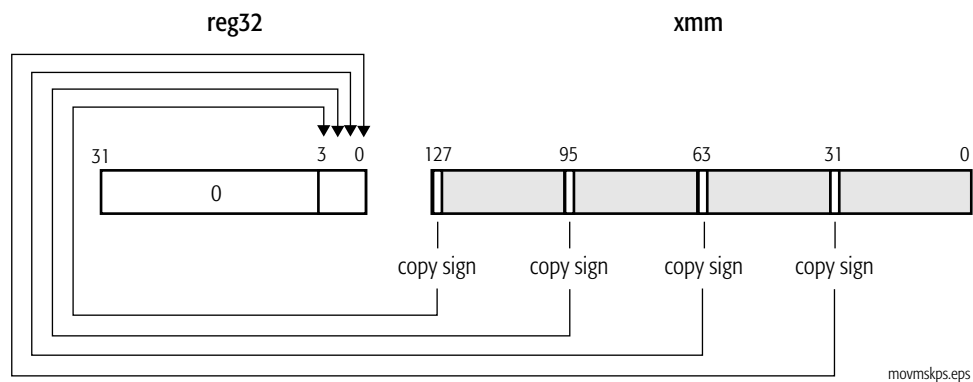 reg32 xmm
31 3 0 127 95 63 31 0
0
copy sign copy sign copy sign copy sign
movmskps.eps